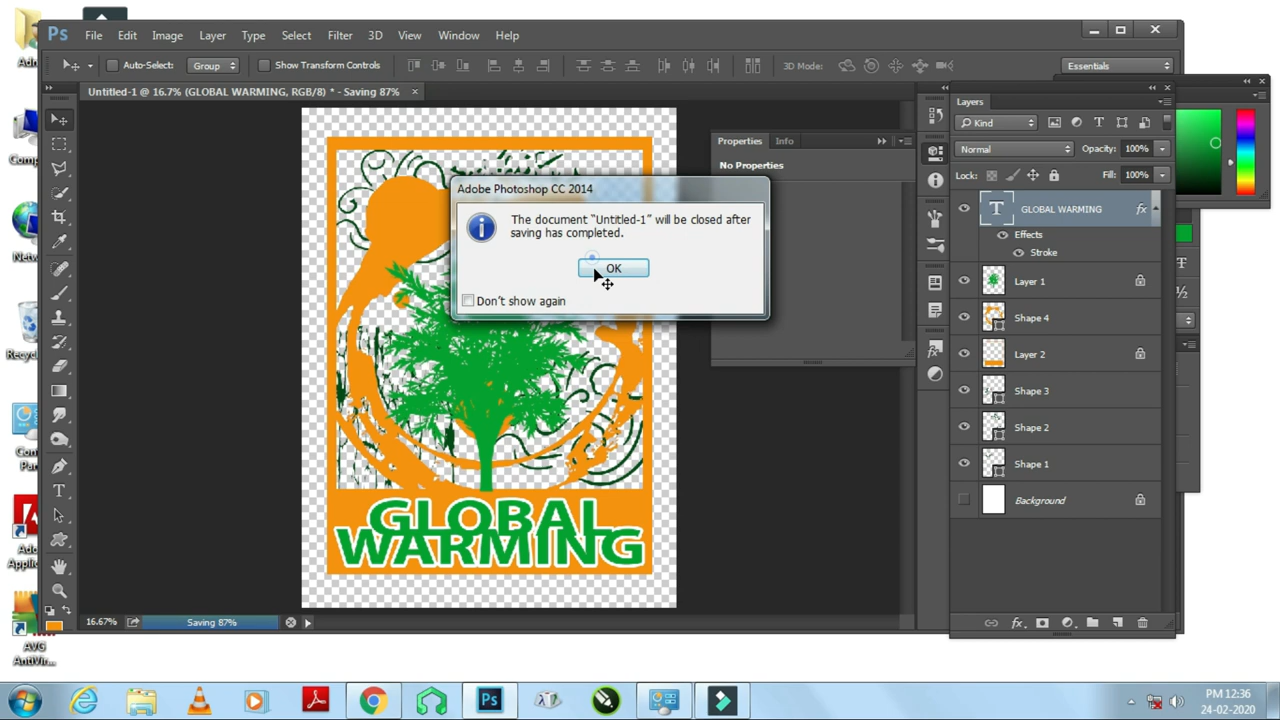 Ps File Edit Image Layer Type Select Filter 3D View Window Help
Auto-Select: Group Show Transform Controls 3D Mode: Essentials
Untitled-1 @ 16.7% (GLOBAL WARMING, RGB/8) * - Saving 87% ×
Properties Info
No Properties
Adobe Photoshop CC 2014
The document “Untitled-1” will be closed after
saving has completed.
OK
Don't show again
GLOBAL
WARMING
Layers
Kind
Normal Opacity: 100%
Lock: Fill: 100%
T GLOBAL WARMING fx
Effects
Stroke
Layer 1
Shape 4
Layer 2
Shape 3
Shape 2
Shape 1
Background
16.67% Saving 87%
AVG
AntiVir...
PM 12:36
24-02-2020